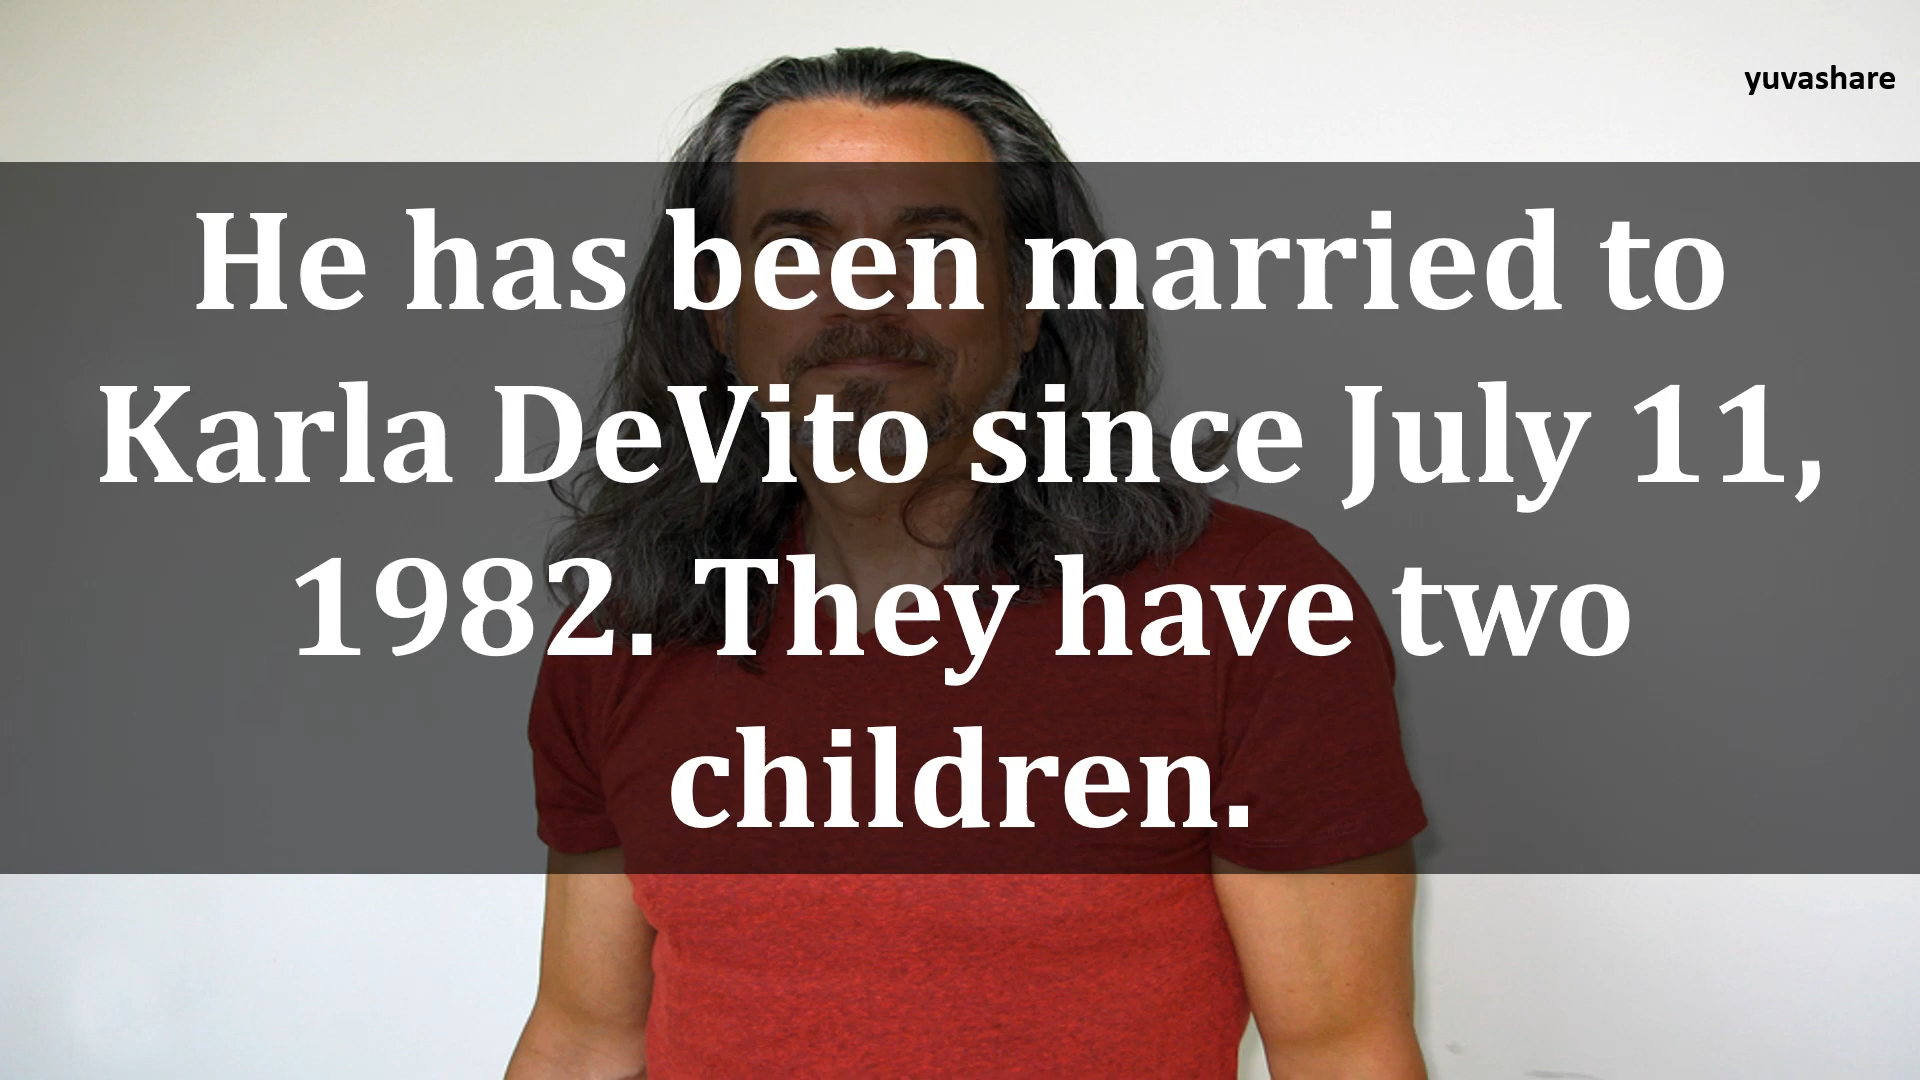 yuvashare
He has been married to
Karla DeVito since July 11,
1982. They have two
children.